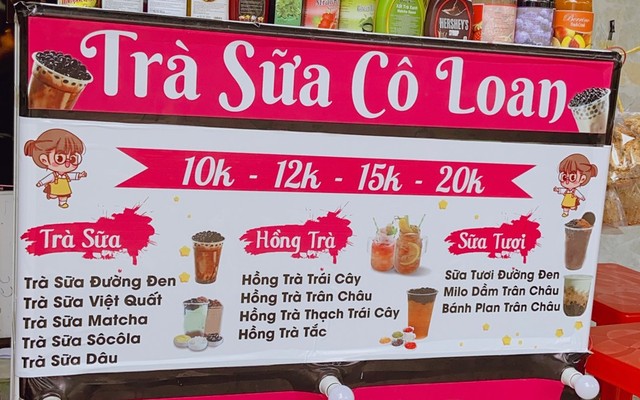 HERSHEY'S
SYRUP
Trà Sữa Cô Loan
10k - 12k - 15k - 20k
Trà Sữa
Trà Sữa Đường Đen
Trà Sữa Việt Quất
Trà Sữa Matcha
Trà Sữa Sôcôla
Trà Sữa Dâu
Hồng Trà
Hồng Trà Trái Cây
Hồng Trà Trân Châu
Hồng Trà Thạch Trái Cây
Hồng Trà Tắc
Sữa Tươi
Sữa Tươi Đường Đen
Milo Dầm Trân Châu
Bánh Plan Trân Châu